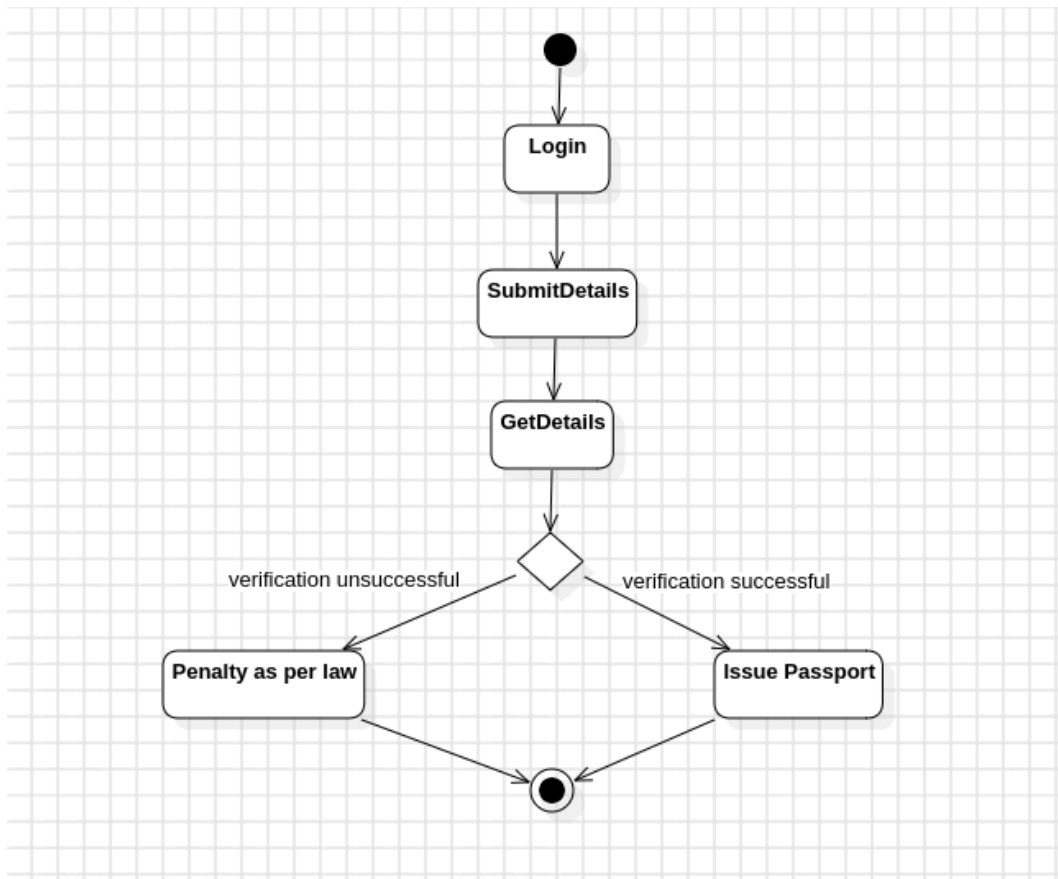 Login
SubmitDetails
GetDetails
verification unsuccessful
verification successful
Penalty as per law
Issue Passport